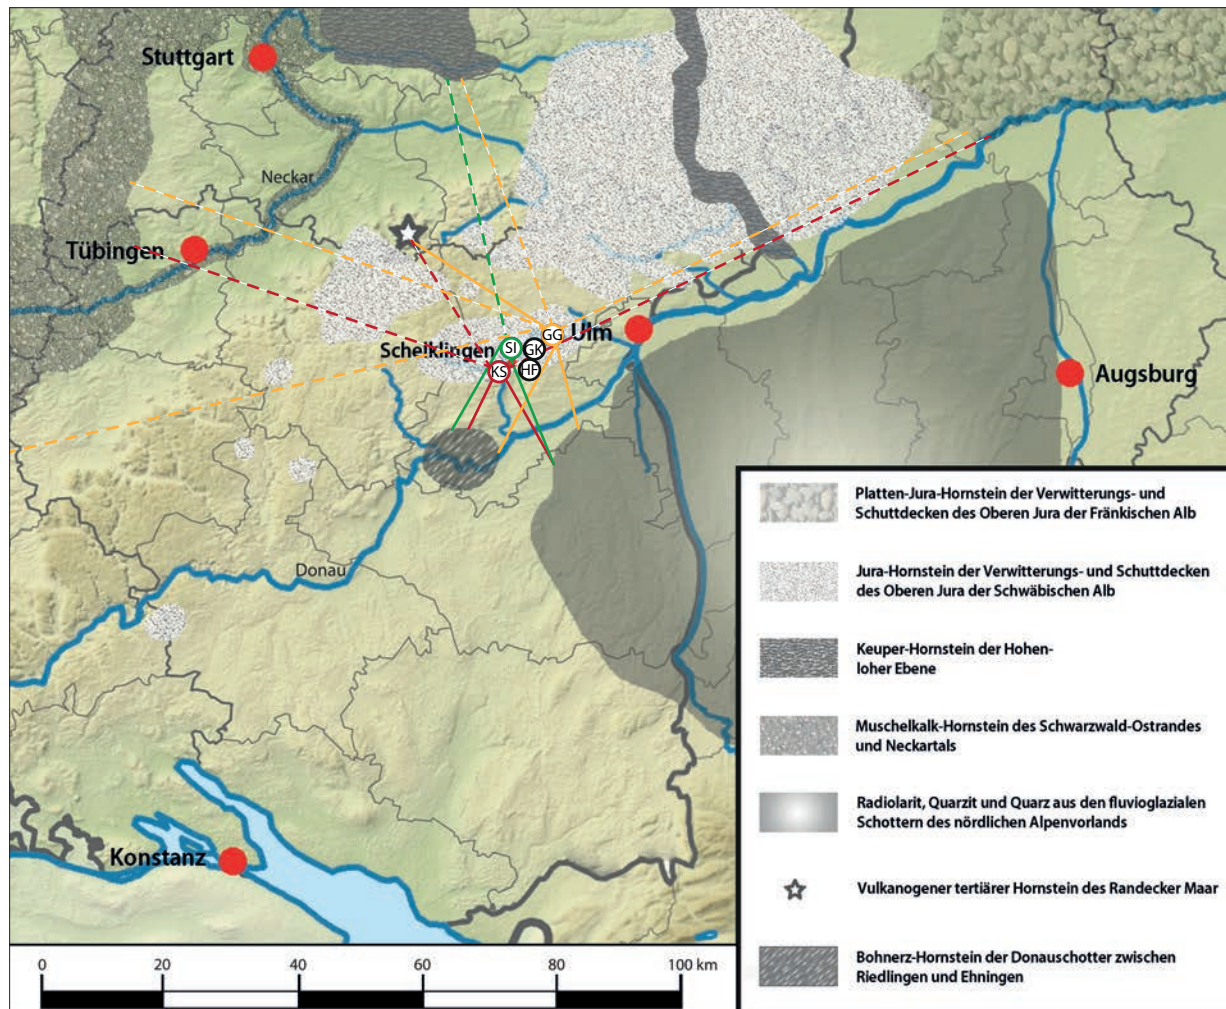 Stuttgart
Neckar
Tübingen
GG
Ulm
Schelklingen
SI
GK
KS
HF
Augsburg
Donau
Konstanz
0 20 40 60 80 100 km
Platten-Jura-Hornstein der Verwitterungs- und
Schuttdecken des Oberen Jura der Fränkischen Alb
Jura-Hornstein der Verwitterungs- und Schuttdecken
des Oberen Jura der Schwäbischen Alb
Keuper-Hornstein der Hohen-
loher Ebene
Muschelkalk-Hornstein des Schwarzwald-Ostrandes
und Neckartals
Radiolarit, Quarzit und Quarz aus den fluvioglazialen
Schottern des nördlichen Alpenvorlands
Vulkanogener tertiärer Hornstein des Randecker Maar
Bohnerz-Hornstein der Donauschotter zwischen
Riedlingen und Ehningen